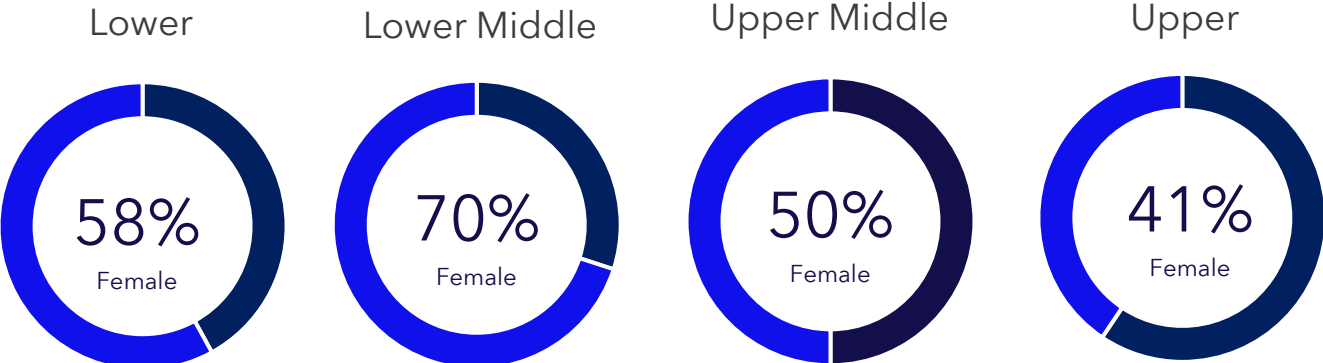 Lower
58%
Female
Lower Middle
70%
Female
Upper Middle
50%
Female
Upper
41%
Female